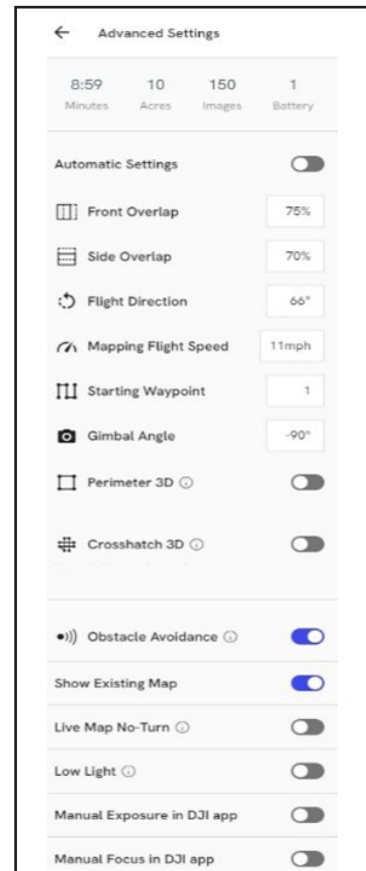 Advanced Settings
8:59 10 150 1
Minutes Acres Images Battery
Automatic Settings
Front Overlap 75%
Side Overlap 70%
Flight Direction 66°
Mapping Flight Speed 11mph
Starting Waypoint 1
Gimbal Angle -90°
Perimeter 3D
Crosshatch 3D
Obstacle Avoidance
Show Existing Map
Live Map No-Turn
Low Light
Manual Exposure in DJI app
Manual Focus in DJI app